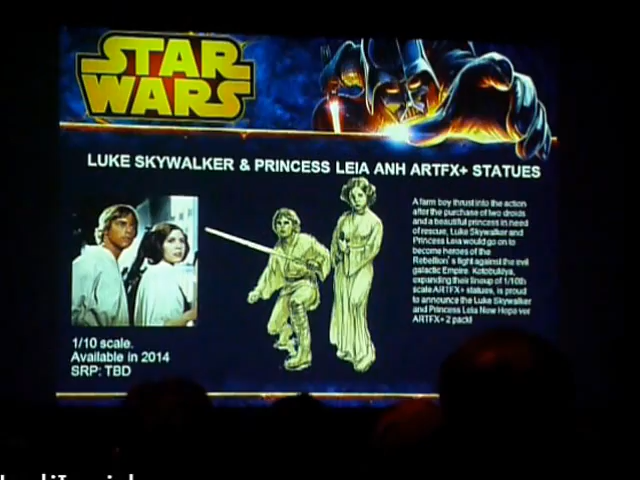 STAR
WARS
LUKE SKYWALKER & PRINCESS LEIA ANH ARTFX+ STATUES
A farm boy thrust into the action
after the purchase of two droids
and a beautiful princess in need
of rescue, Luke Skywalker and
Princess Leia would go on to
become heroes of the
Rebellion's fight against the evil
galactic Empire. Kotobukiya,
expanding their lineup of 1/10th
scale ARTFX+ statues, is proud
to announce the Luke Skywalker
and Princess Leia New Hope ver
ARTFX+ 2 pack!
1/10 scale.
Available in 2014
SRP: TBD